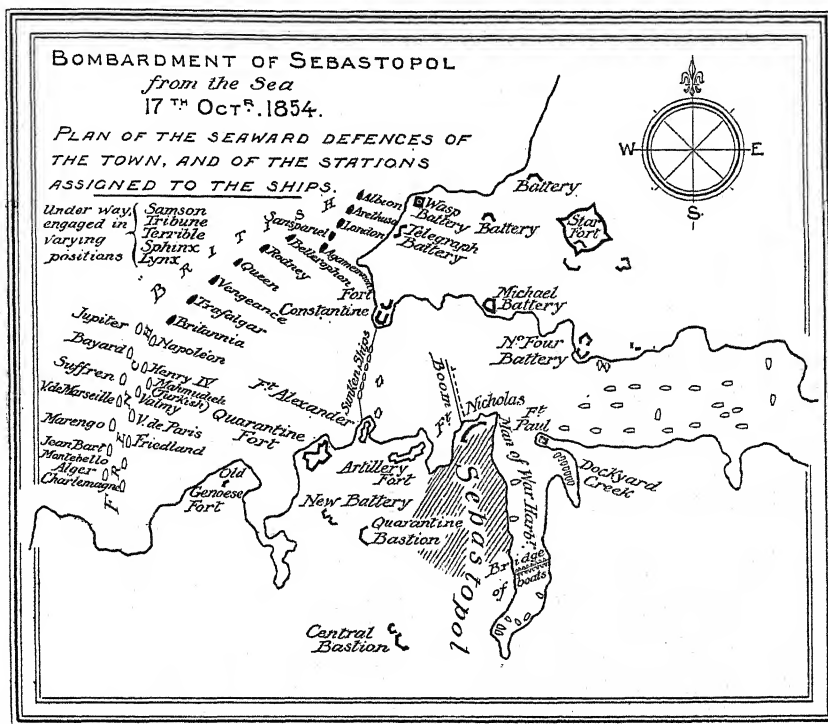 BOMBARDMENT OF SEBASTOPOL
from the Sea
17TH OCTR. 1854.
PLAN OF THE SEAWARD DEFENCES OF
THE TOWN, AND OF THE STATIONS
ASSIGNED TO THE SHIPS.
Under way,
engaged in
varying
positions
Samson
Tribune
Terrible
Sphinx
Lynx
BRITISH
Albion
Arethusa
London
Sanspariel
Agamemnon
Bellerophon
Rodney
Queen
Vengeance
Trafalgar
Britannia
W
E
S
Battery
Wasp
Battery
Battery
Telegraph
Battery
Star
Fort
Fort
Constantine
Michael
Battery
No Four
Battery
Jupiter
Napoléon
Bayard
Henry IV
Suffren
Mahmudieh
(Turkish)
Valmy
V. de Marseille
V. de Paris
Marengo
Friedland
Jean Bart
Montebello
Alger
Charlemagne
Sunken Ships
Boom
Ft Alexander
Quarantine
Fort
Ft Nicholas
Ft
Paul
Man of War Harbr.
Dockyard
Creek
Artillery
Fort
Old
Genoese
Fort
New Battery
Quarantine
Bastion
Sebastopol
Bridge
of boats
Central
Bastion